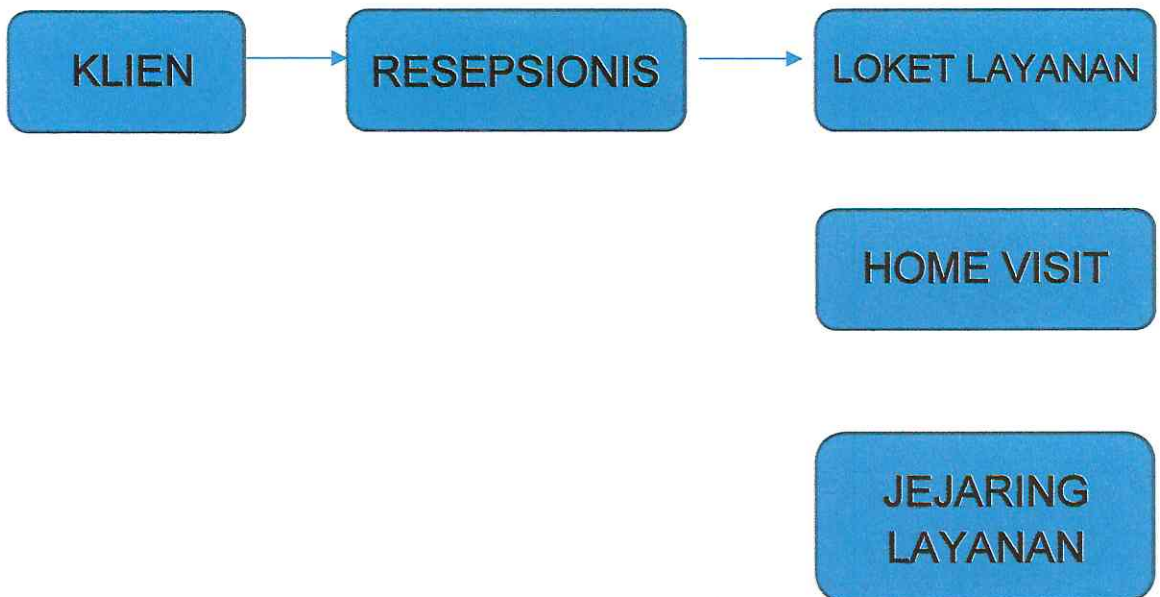 KLIEN
RESEPSIONIS
LOKET LAYANAN
HOME VISIT
JEJARING
LAYANAN